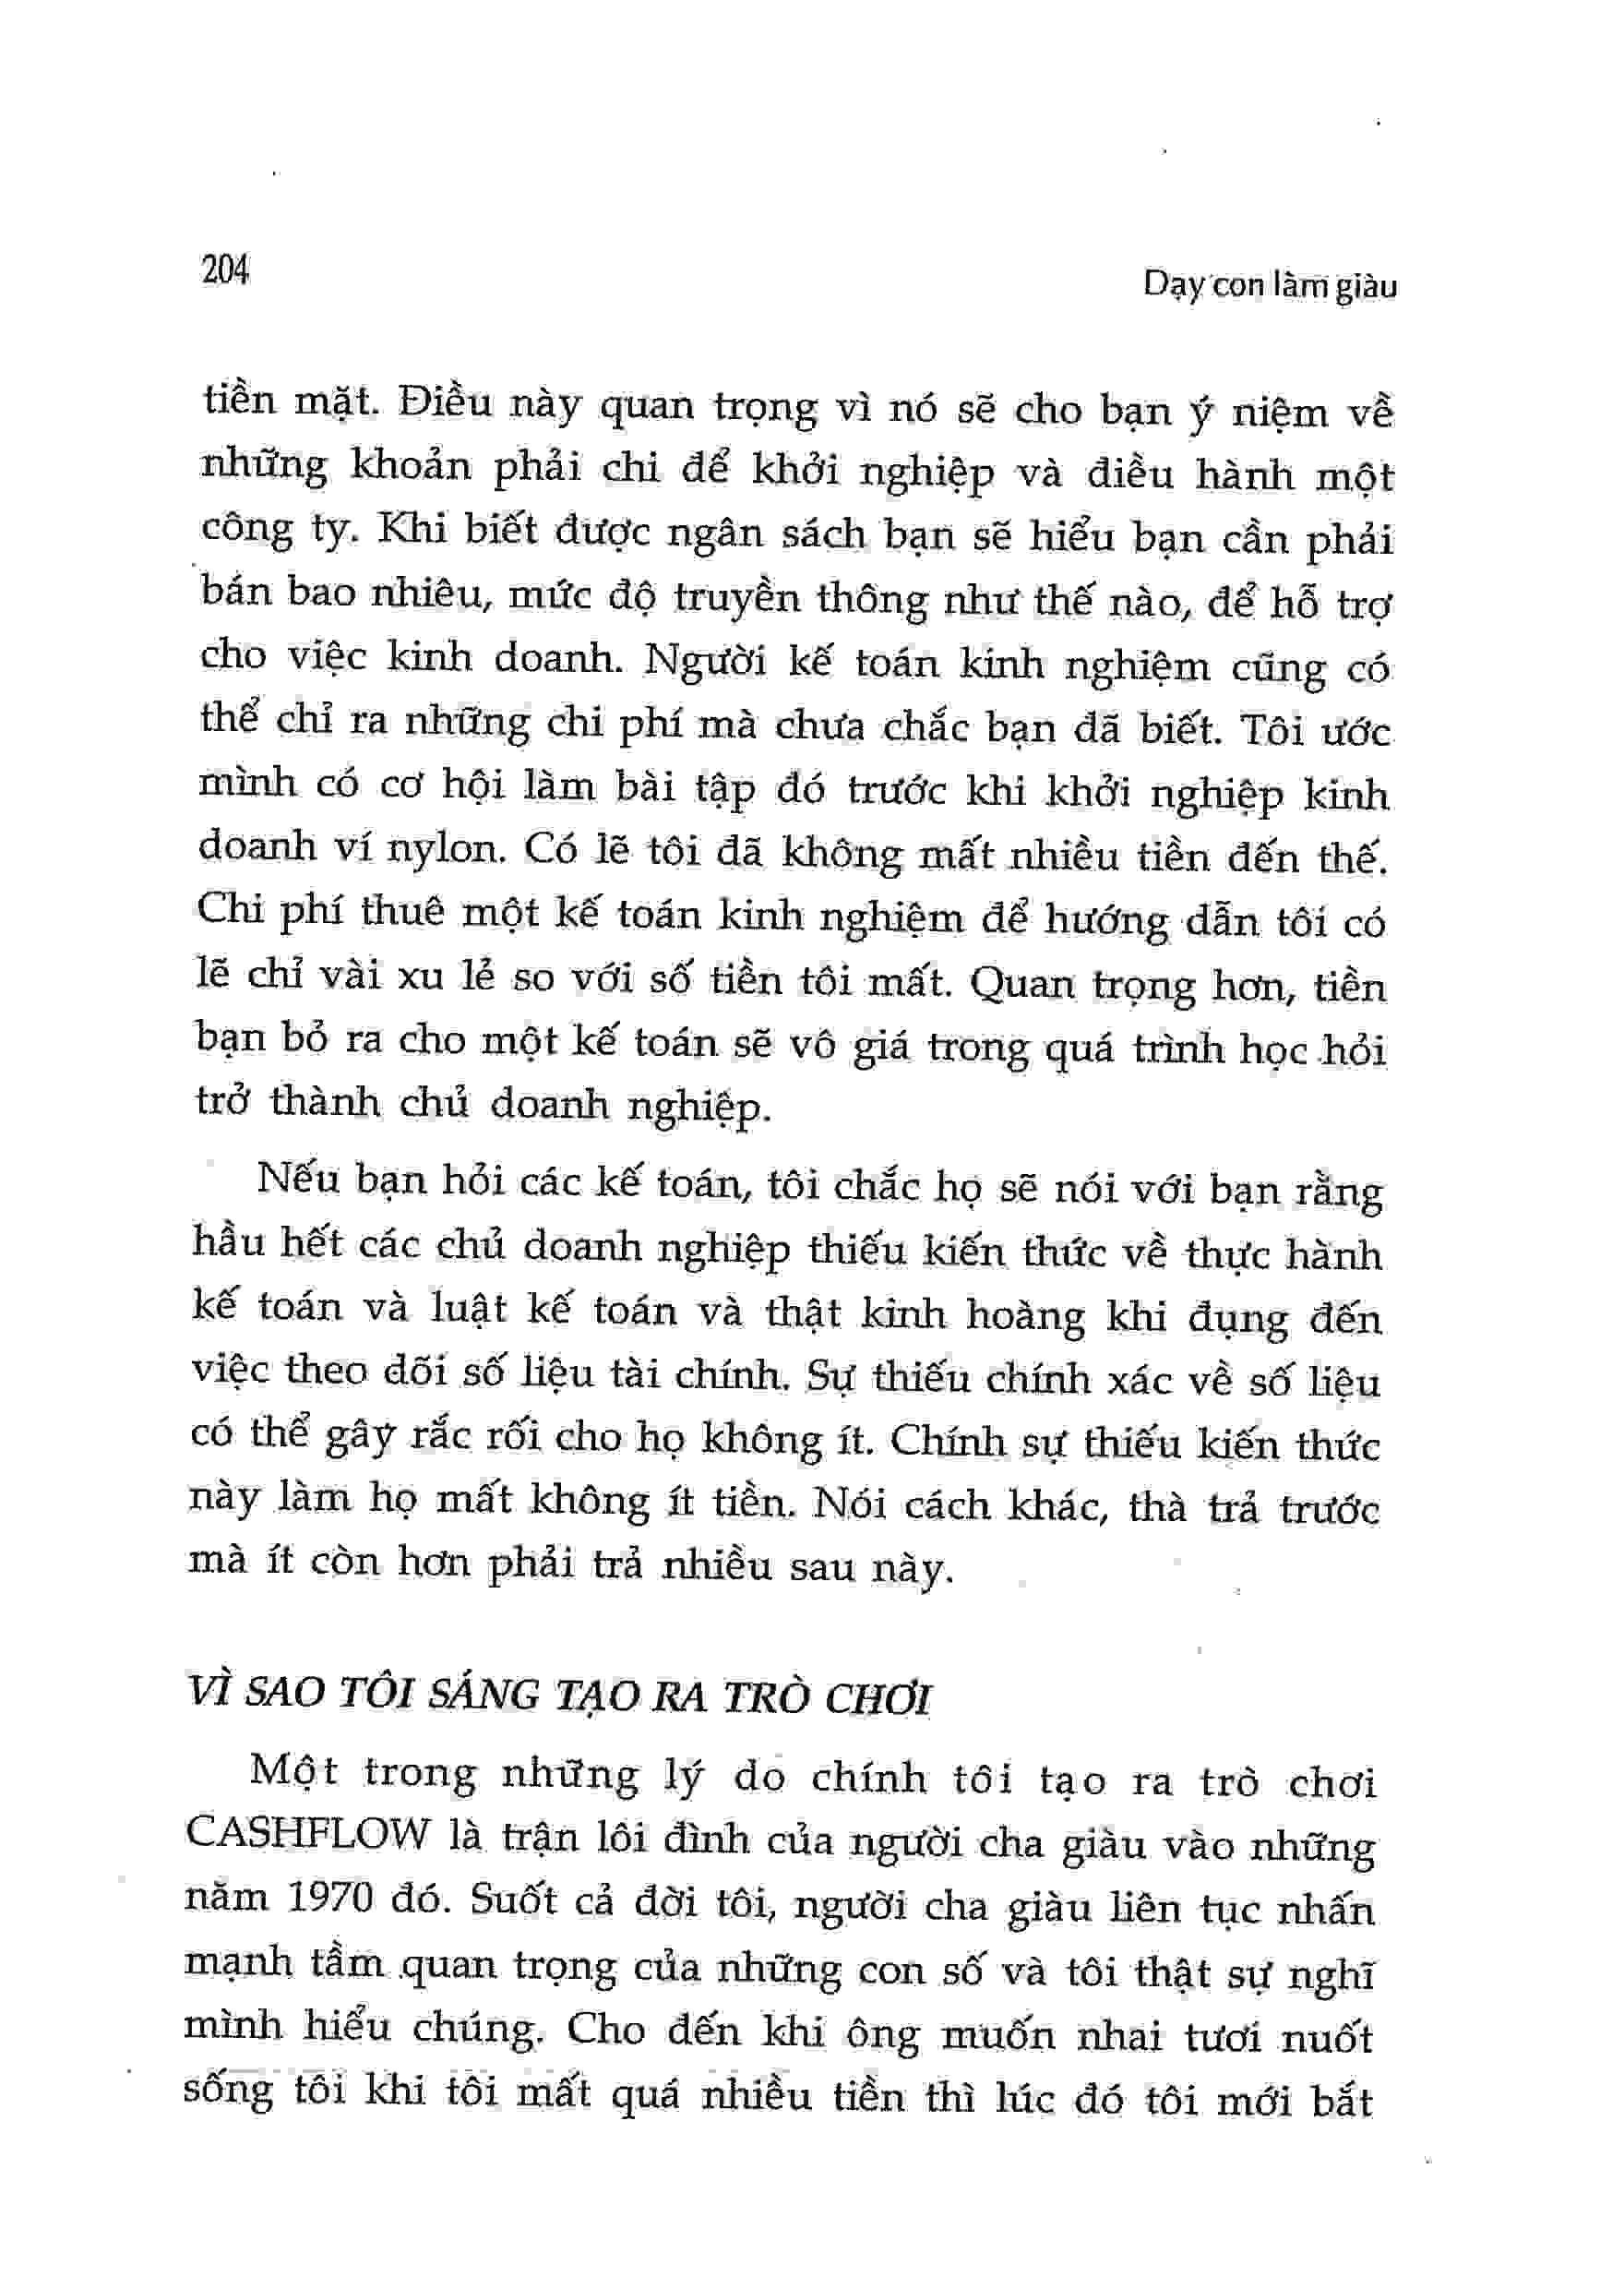 204
Dạy con làm giàu
tiền mặt. Điều này quan trọng vì nó sẽ cho bạn ý niệm về
những khoản phải chi để khởi nghiệp và điều hành một
công ty. Khi biết được ngân sách bạn sẽ hiểu bạn cần phải
bán bao nhiêu, mức độ truyền thông như thế nào, để hỗ trợ
cho việc kinh doanh. Người kế toán kinh nghiệm cũng có
thể chỉ ra những chi phí mà chưa chắc bạn đã biết. Tôi ước
mình có cơ hội làm bài tập đó trước khi khởi nghiệp kinh
doanh ví nylon. Có lẽ tôi đã không mất nhiều tiền đến thế.
Chi phí thuê một kế toán kinh nghiệm để hướng dẫn tôi có
lẽ chỉ vài xu lẻ so với số tiền tôi mất. Quan trọng hơn, tiền
bạn bỏ ra cho một kế toán sẽ vô giá trong quá trình học hỏi
trở thành chủ doanh nghiệp.
Nếu bạn hỏi các kế toán, tôi chắc họ sẽ nói với bạn rằng
hầu hết các chủ doanh nghiệp thiếu kiến thức về thực hành
kế toán và luật kế toán và thật kinh hoàng khi đụng đến
việc theo dõi số liệu tài chính. Sự thiếu chính xác về số liệu
có thể gây rắc rối cho họ không ít. Chính sự thiếu kiến thức
này làm họ mất không ít tiền. Nói cách khác, thà trả trước
mà ít còn hơn phải trả nhiều sau này.
VÌ SAO TÔI SÁNG TẠO RA TRÒ CHƠI
Một trong những lý do chính tôi tạo ra trò chơi
CASHFLOW là trận lôi đình của người cha giàu vào những
năm 1970 đó. Suốt cả đời tôi, người cha giàu liên tục nhấn
mạnh tầm quan trọng của những con số và tôi thật sự nghĩ
mình hiểu chúng. Cho đến khi ông muốn nhai tươi nuốt
sống tôi khi tôi mất quá nhiều tiền thì lúc đó tôi mới bắt